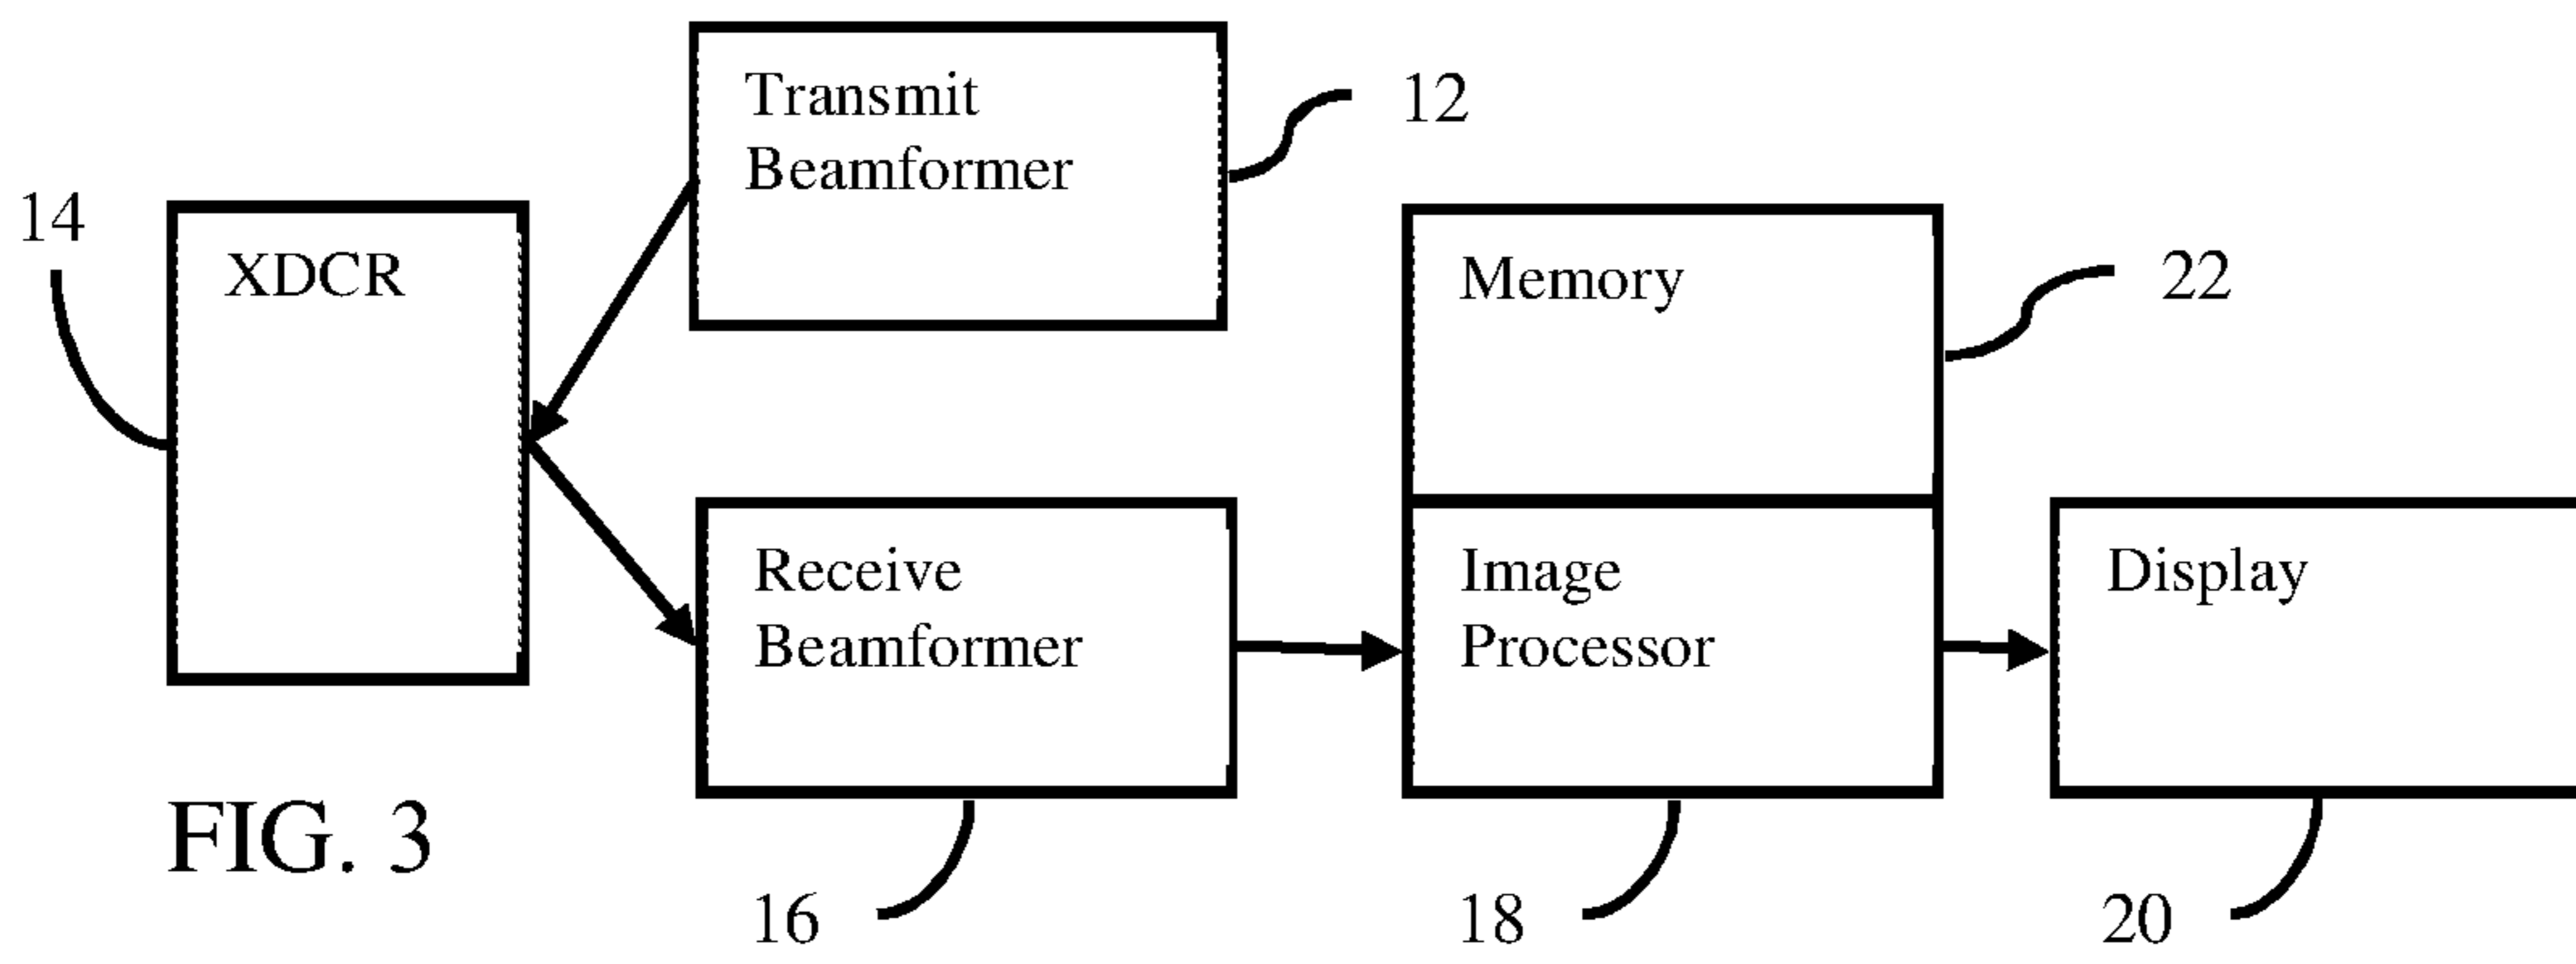 Transmit
Beamformer
12
14
XDCR
Memory
22
Receive
Beamformer
Image
Processor
Display
FIG. 3
16
18
20